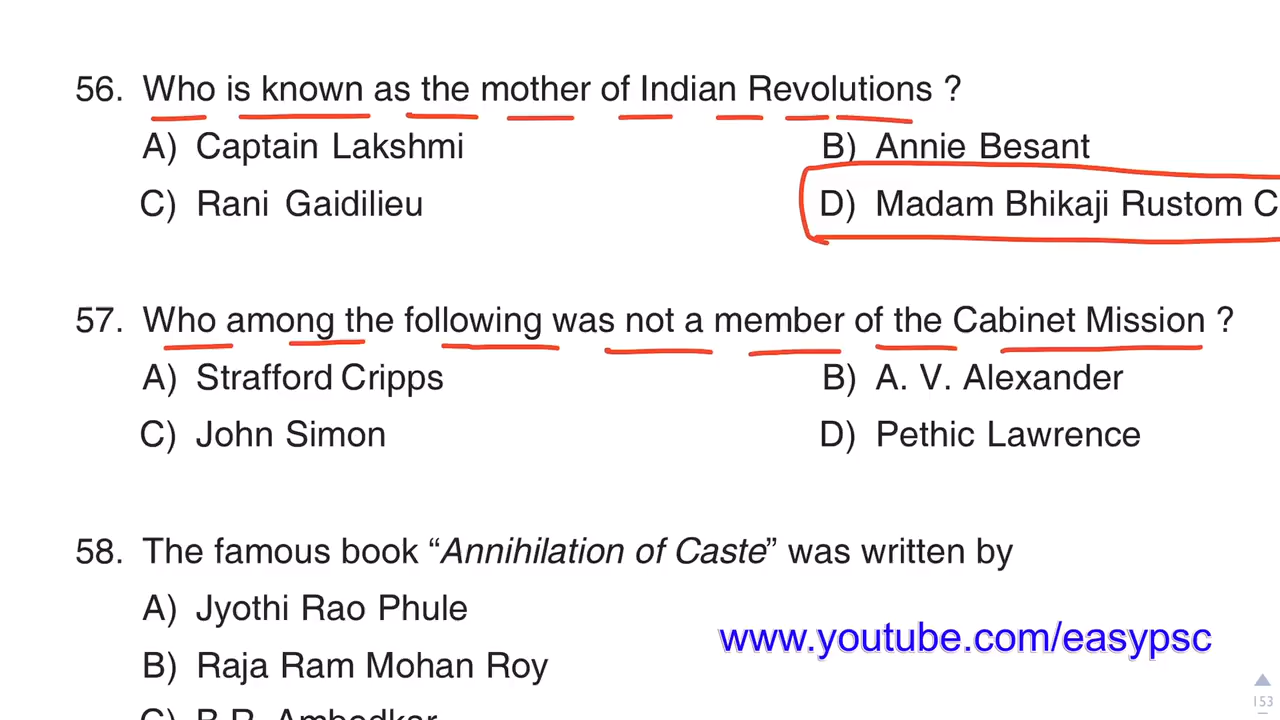 56. Who is known as the mother of Indian Revolutions ?
A) Captain Lakshmi B) Annie Besant
C) Rani Gaidilieu D) Madam Bhikaji Rustom C
57. Who among the following was not a member of the Cabinet Mission ?
A) Strafford Cripps B) A. V. Alexander
C) John Simon D) Pethic Lawrence
58. The famous book “Annihilation of Caste” was written by
A) Jyothi Rao Phule
www.youtube.com/easypsc
B) Raja Ram Mohan Roy
153
C) B.R. Ambedkar